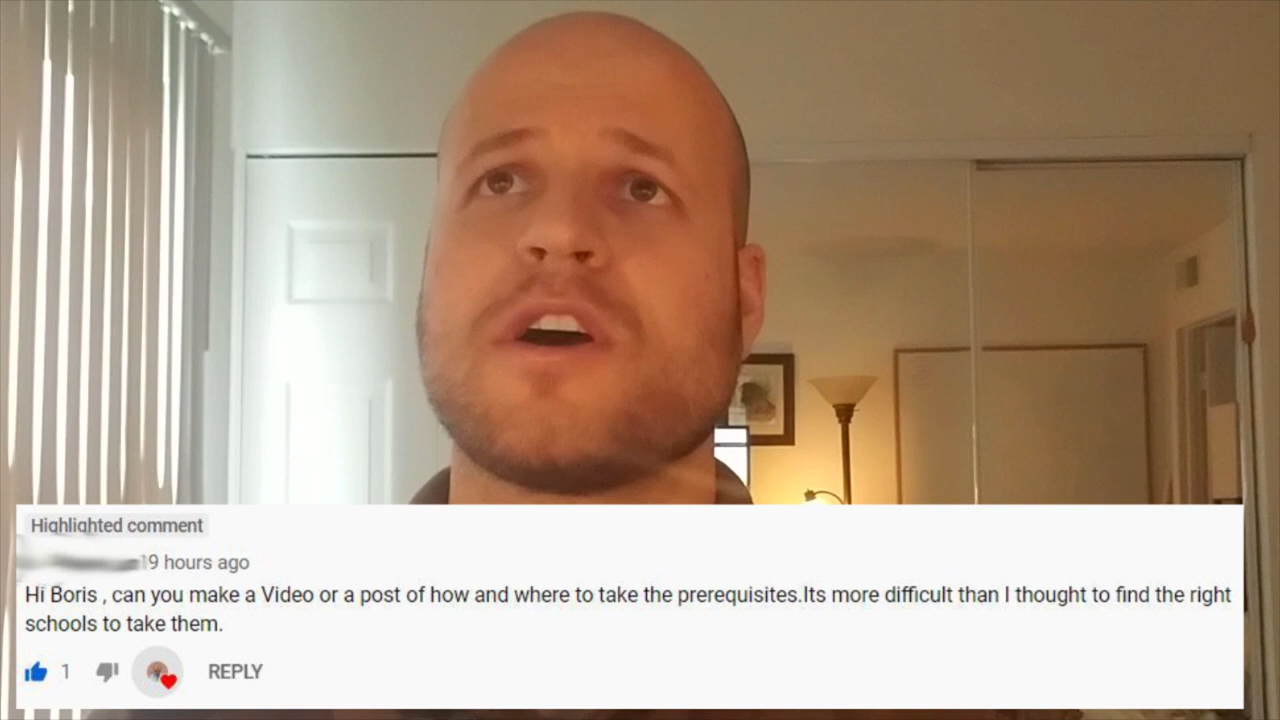 Highlighted comment
19 hours ago
Hi Boris , can you make a Video or a post of how and where to take the prerequisites.Its more difficult than I thought to find the right
schools to take them.
1
REPLY